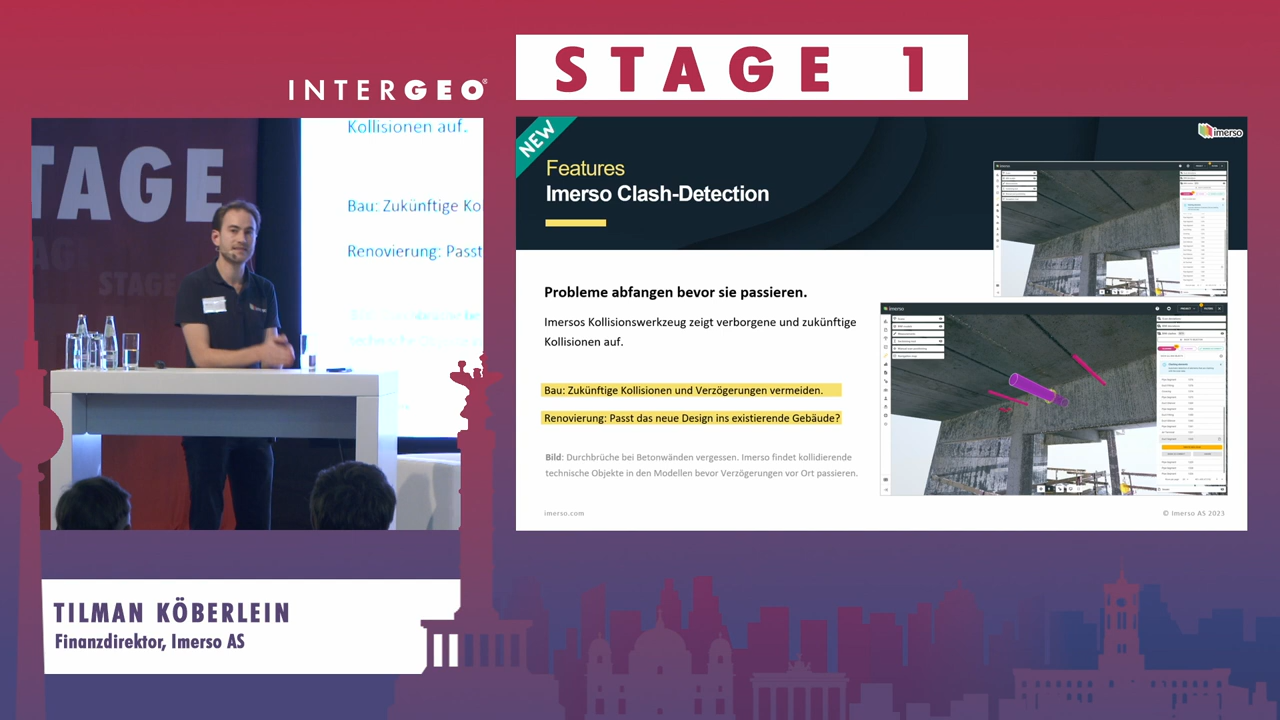 STAGE 1
INTERGEO®
TAGE
STAGE
Kollisionen auf.
Bau: Zukünftige Ko
Renovierung: Passt
NEW
imerso
Features
Imerso Clash-Detection
Probleme abfangen bevor sie passieren.
Imersos Kollisionswerkzeug zeigt vergangene und zukünftige
Kollisionen auf.
Bau: Zukünftige Kollisionen und Verzögerungen vermeiden.
Renovierung: Passt das neue Design ins existierende Gebäude?
Bild: Durchbrüche bei Betonwänden vergessen. Imerso findet kollidierende
technische Objekte in den Modellen bevor Verzögerungen vor Ort passieren.
imerso.com
© Imerso AS 2023
TILMAN KÖBERLEIN
Finanzdirektor, Imerso AS